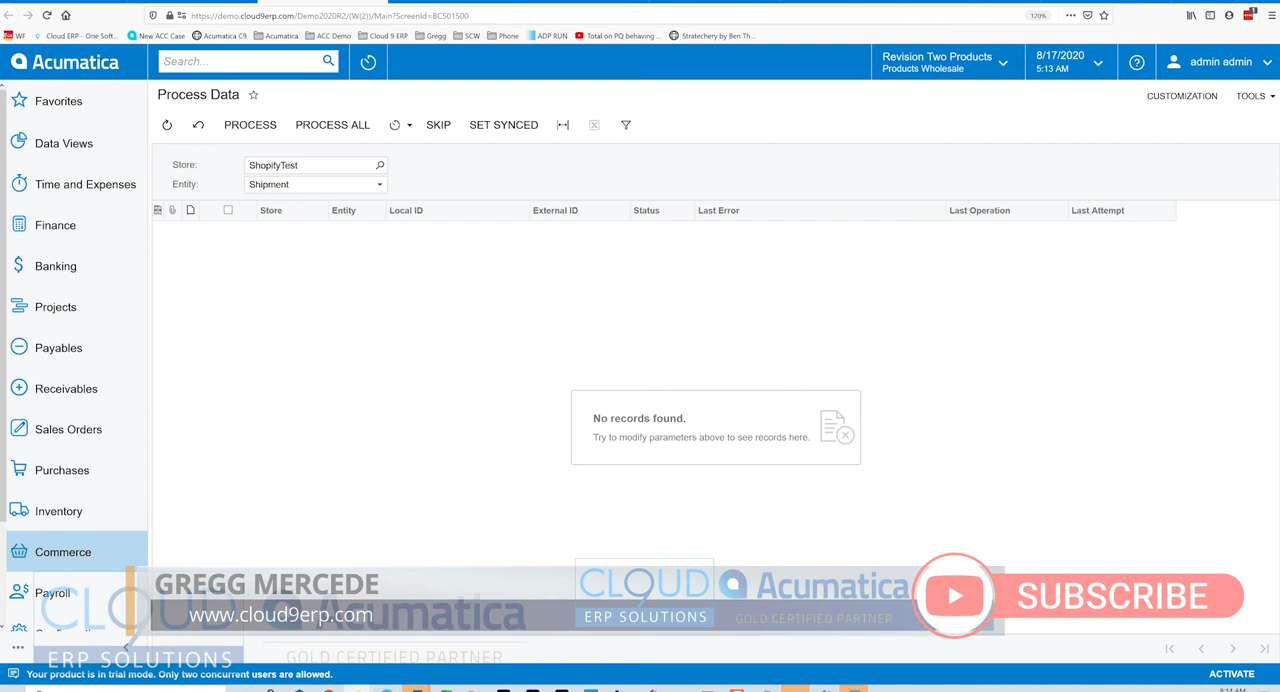 https://demo.cloud9erp.com/Demo2020R2/(W(2))/Main?ScreenId=BC501500
120%
WF
Cloud ERP - One Soft...
New ACC Case
Acumatica C9
Acumatica
ACC Demo
Cloud 9 ERP
Gregg
SCW
Phone
ADP RUN
Total on PQ behaving ...
Stratechery by Ben Th...
Acumatica
Search...
Revision Two Products
Products Wholesale
8/17/2020
5:13 AM
admin admin
Favorites
Data Views
Time and Expenses
Finance
Banking
Projects
Payables
Receivables
Sales Orders
Purchases
Inventory
Commerce
Payroll
Process Data
CUSTOMIZATION
TOOLS
PROCESS
PROCESS ALL
SKIP
SET SYNCED
Store:
ShopifyTest
Entity:
Shipment
Store
Entity
Local ID
External ID
Status
Last Error
Last Operation
Last Attempt
No records found.
Try to modify parameters above to see records here.
GREGG MERCEDE
www.cloud9erp.com
CLOUD
ERP SOLUTIONS
Acumatica
GOLD CERTIFIED PARTNER
CL9UD
ERP SOLUTIONS
Acumatica
GOLD CERTIFIED PARTNER
SUBSCRIBE
Your product is in trial mode. Only two concurrent users are allowed.
ACTIVATE